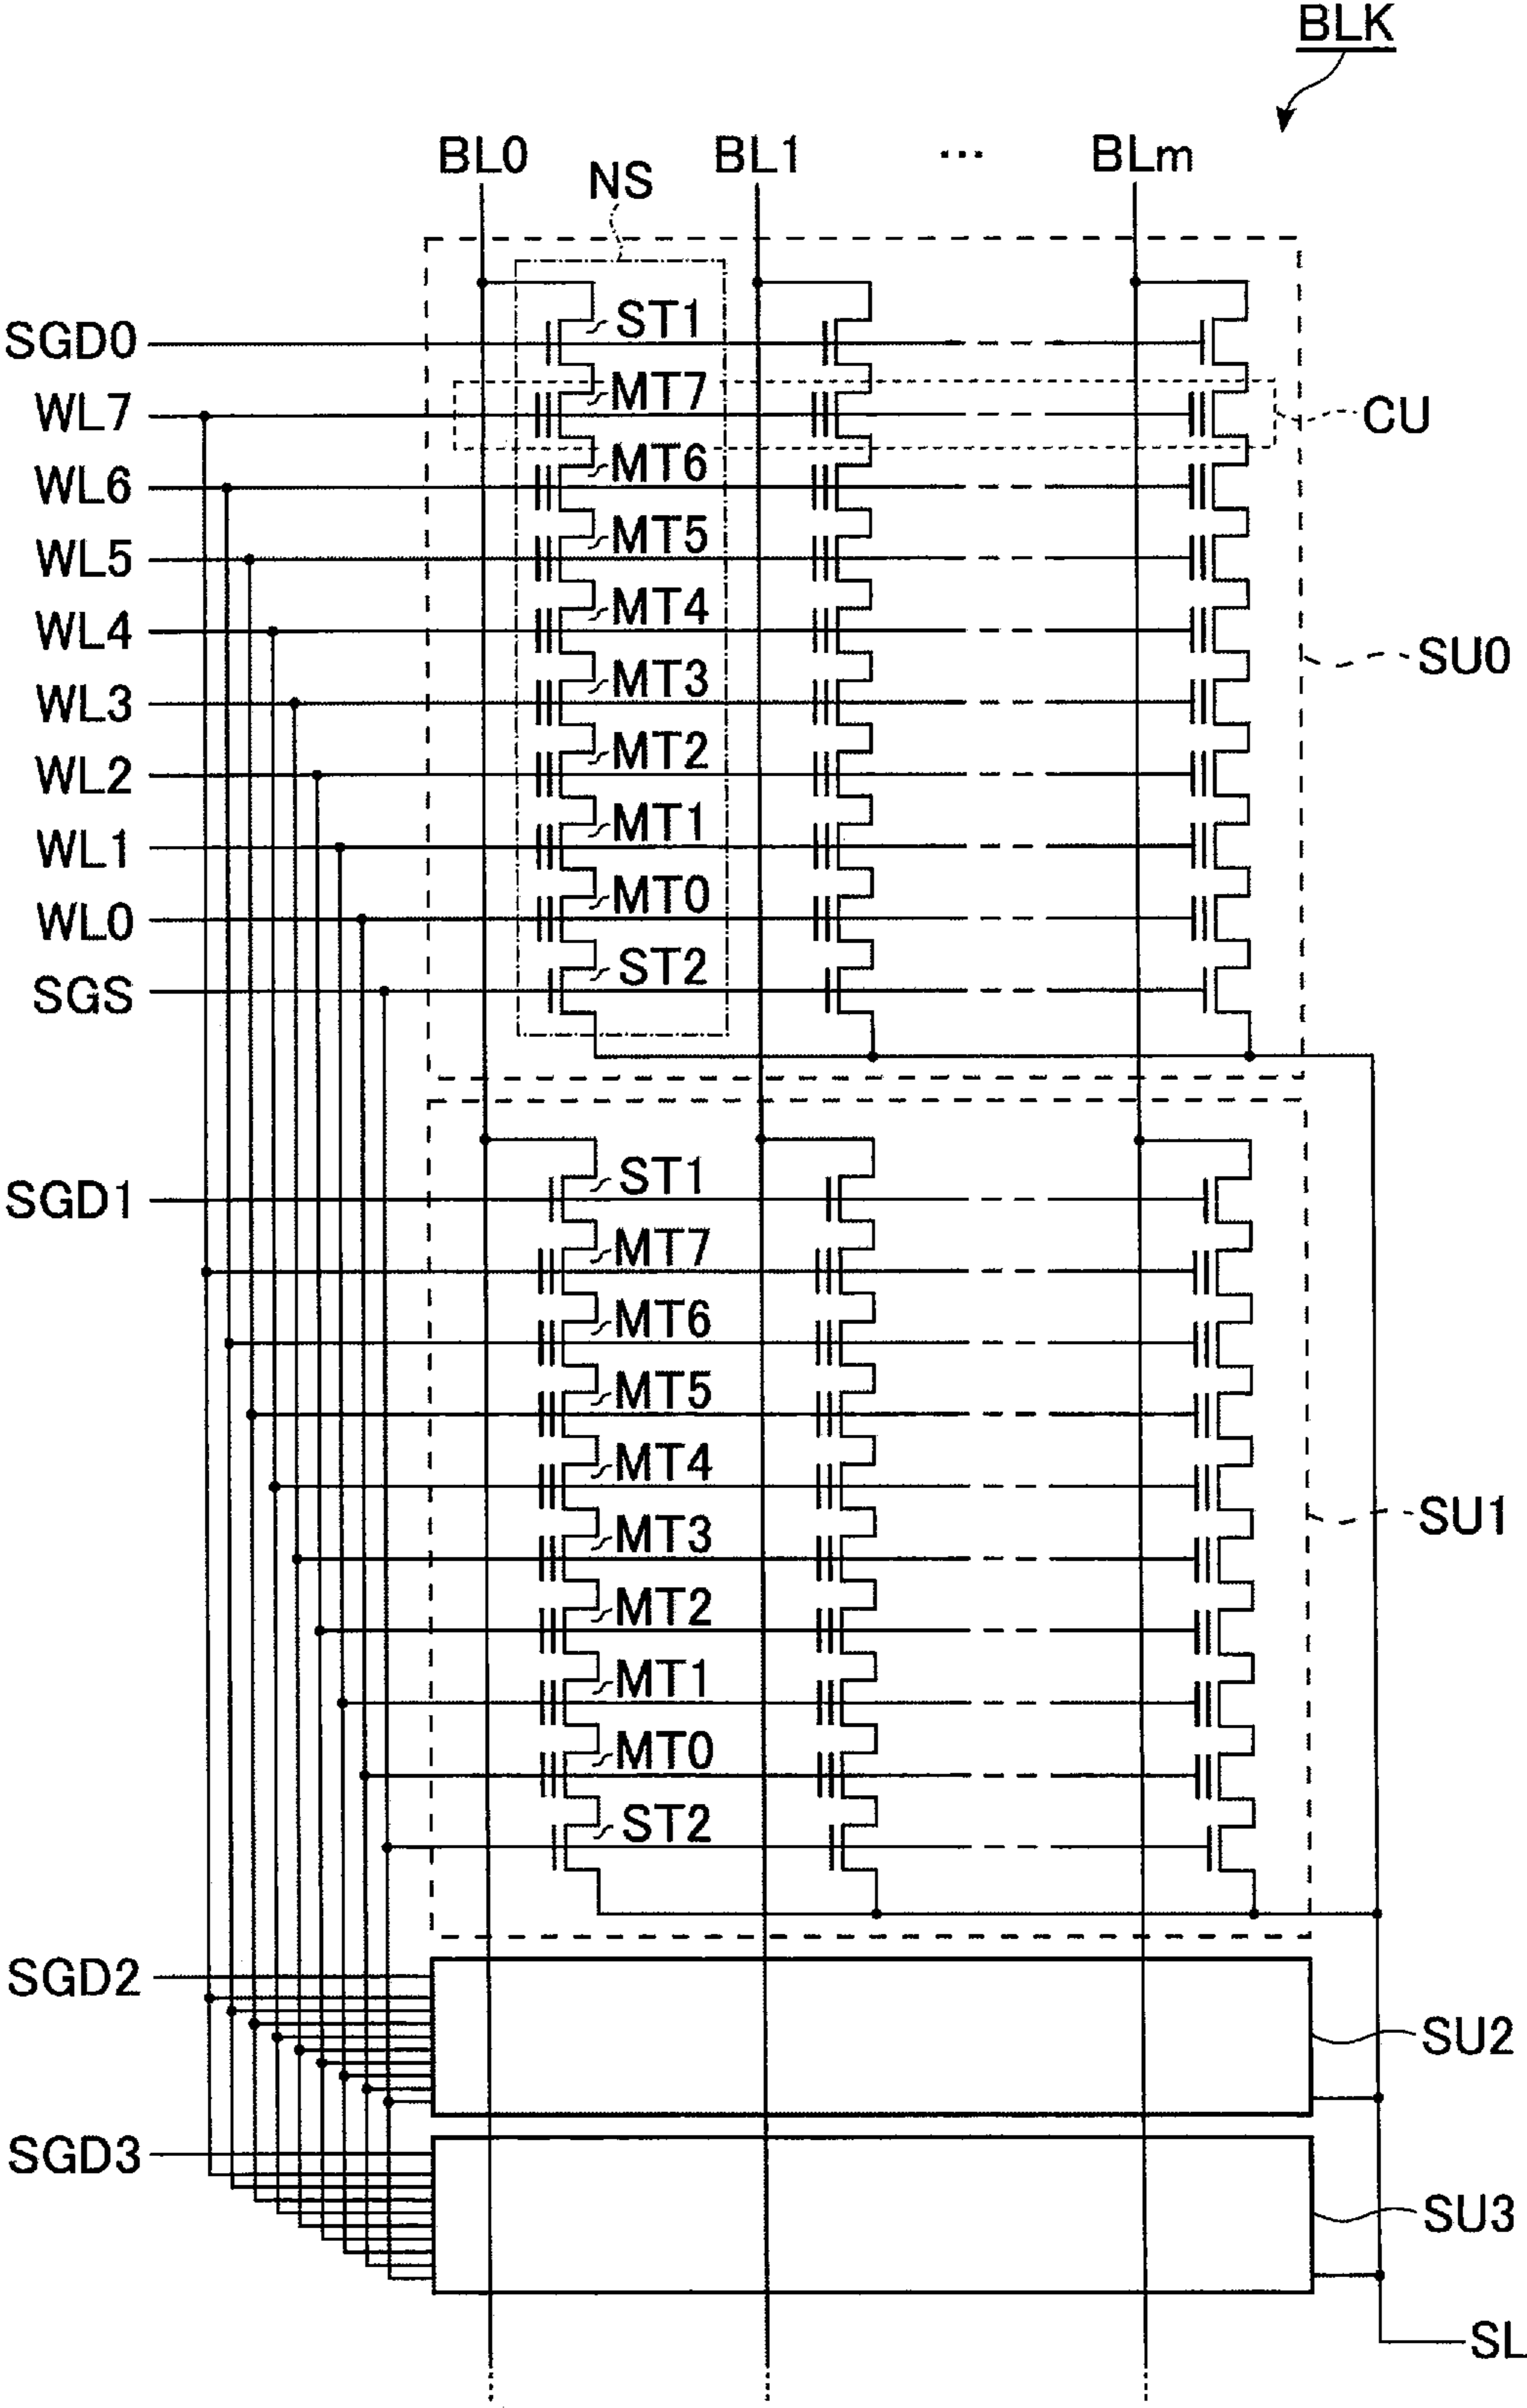 BLK
BL0 BL1 ... BLm
NS
SGD0 ST1
WL7 MT7 CU
WL6 MT6
WL5 MT5
WL4 MT4
SU0
WL3 MT3
WL2 MT2
WL1 MT1
WL0 MT0
SGS ST2
SGD1 ST1
MT7
MT6
MT5
MT4
SU1
MT3
MT2
MT1
MT0
ST2
SGD2
SU2
SGD3
SU3
SL